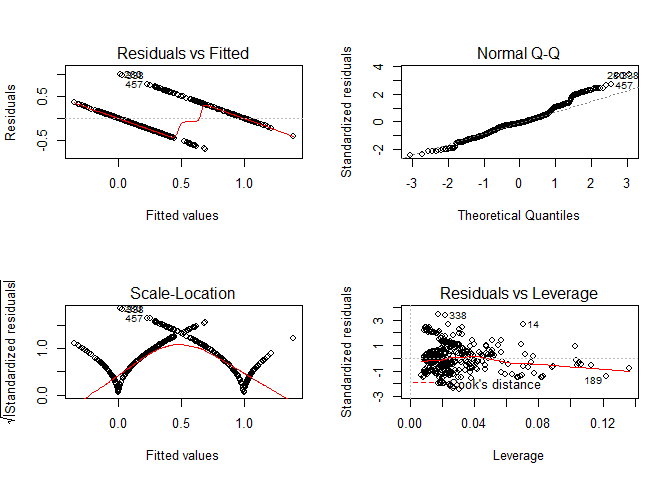 Residuals vs Fitted
Residuals
0.5
-0.5
338
457
0.0
0.5
1.0
Fitted values
Normal Q-Q
Standardized residuals
4
2
0
-2
338
457
-3
-2
-1
0
1
2
3
Theoretical Quantiles
Scale-Location
√|Standardized residuals|
1.0
0.0
338
457
0.0
0.5
1.0
Fitted values
Residuals vs Leverage
Standardized residuals
3
1
-1
-3
338
14
189
Cook's distance
0.00
0.04
0.08
0.12
Leverage